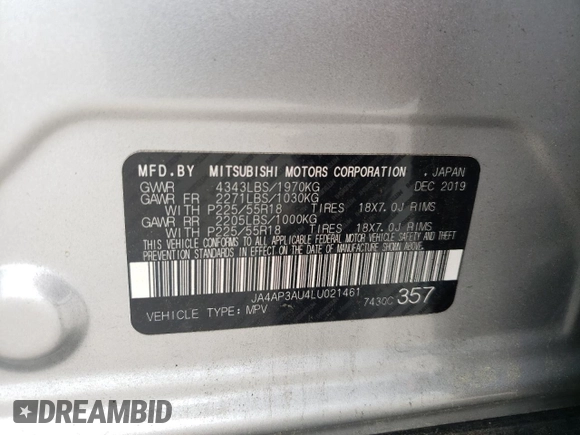 MFD.BY MITSUBISHI MOTORS CORPORATION , JAPAN
GVWR 4343LBS/1970KG DEC 2019
GAWR FR 2271LBS/1030KG
WITH P225/55R18 TIRES 18X7.0J RIMS
GAWR RR 2205LBS/1000KG
WITH P225/55R18 TIRES 18X7.0J RIMS
THIS VEHICLE CONFORMS TO ALL APPLICABLE FEDERAL MOTOR VEHICLE SAFETY AND THEFT
PREVENTION STANDARDS IN EFFECT ON THE DATE OF MANUFACTURE SHOWN ABOVE.
JA4AP3AU4LU021461
VEHICLE TYPE: MPV 7430C 357
DREAMBID